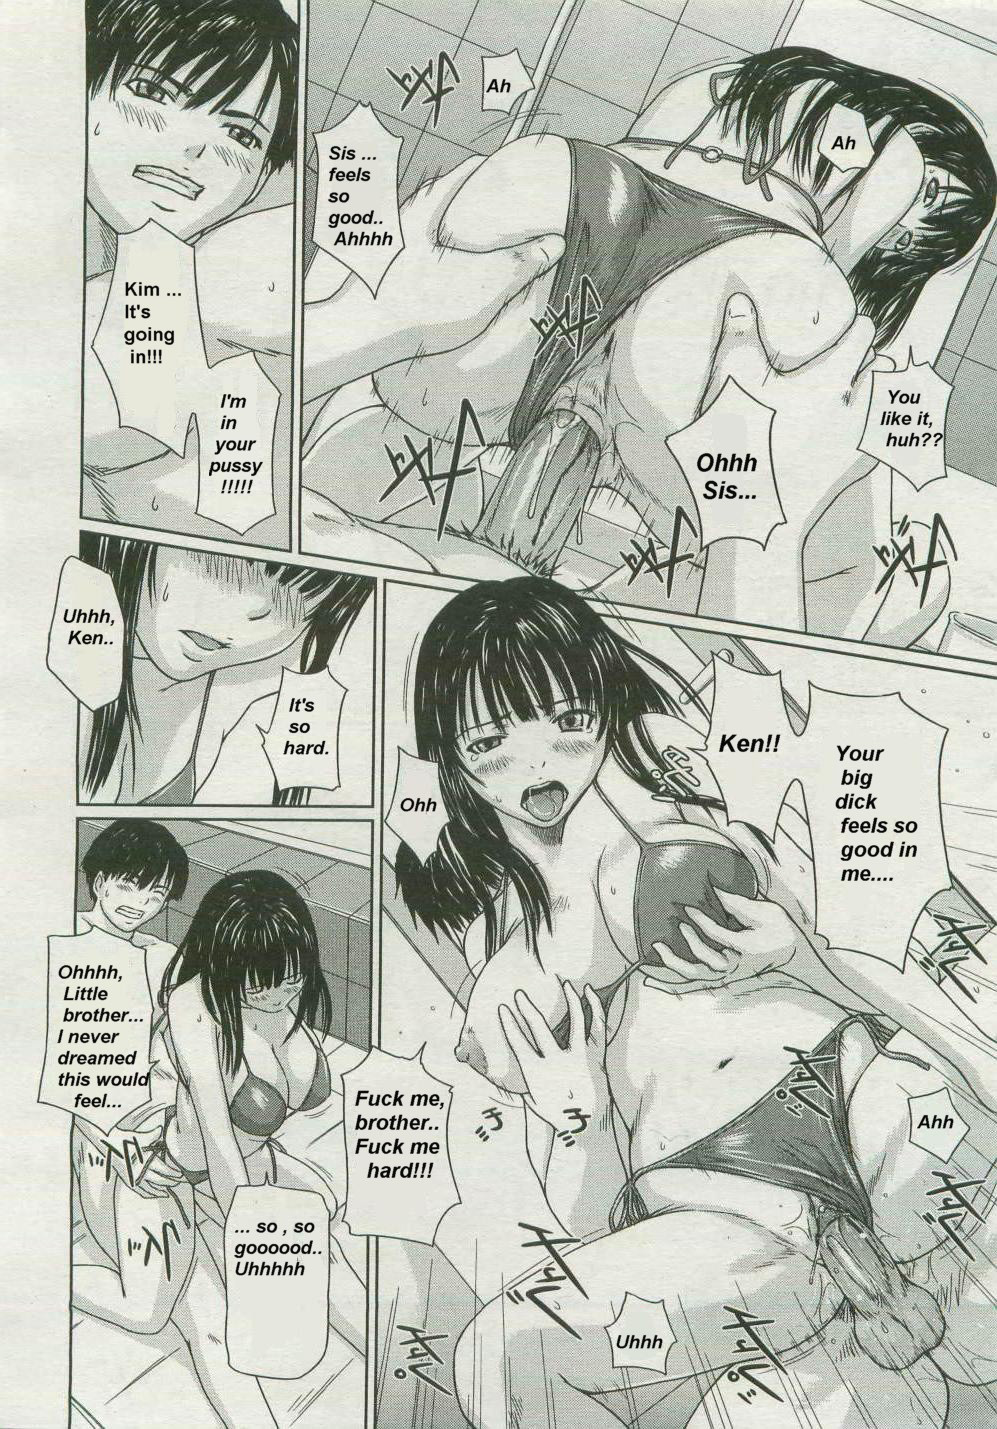 Kim ...
It's
going
in!!!
I'm
in
your
pussy
!!!!!
Ah
Sis ...
feels
so
good..
Ahhhh
Ah
You
like it,
huh??
Ohhh
Sis...
Uhhh,
Ken..
It's
so
hard.
Ken!!
Your
big
dick
feels so
good in
me....
Ohh
Ohhhh,
Little
brother...
I never
dreamed
this would
feel...
... so , so
goooood..
Uhhhhh
Fuck me,
brother..
Fuck me
hard!!!
Ahh
Uhhh